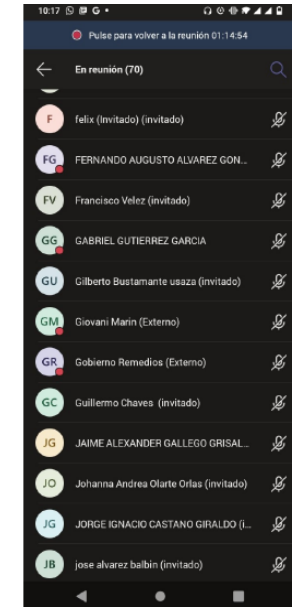 10:17
Pulse para volver a la reunión 01:14:54
En reunión (70)
F felix (Invitado) (invitado)
FG FERNANDO AUGUSTO ALVAREZ GON...
FV Francisco Velez (invitado)
GG GABRIEL GUTIERREZ GARCIA
GU Gilberto Bustamante usaza (invitado)
GM Giovani Marin (Externo)
GR Gobierno Remedios (Externo)
GC Guillermo Chaves (invitado)
JG JAIME ALEXANDER GALLEGO GRISAL...
JO Johanna Andrea Olarte Orlas (invitado)
JG JORGE IGNACIO CASTANO GIRALDO (i...
JB jose alvarez balbin (invitado)